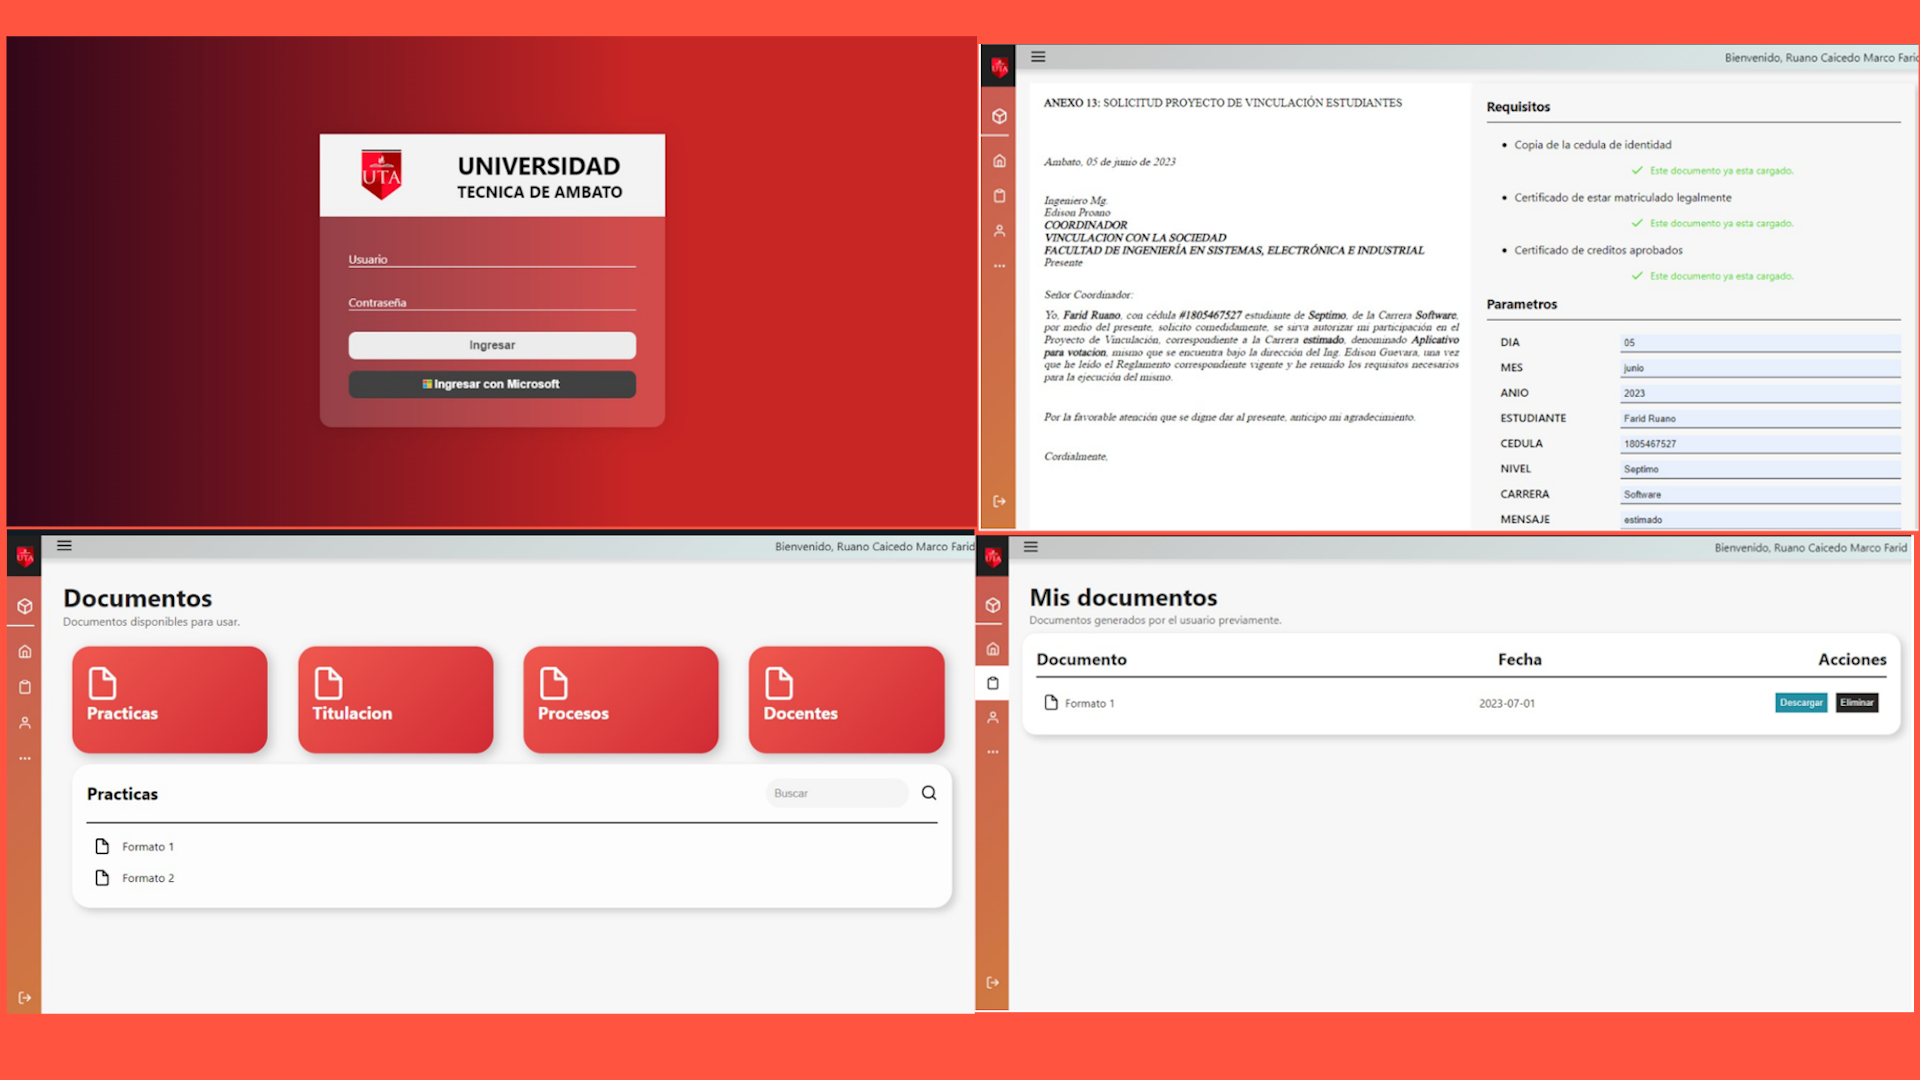 UTA
UNIVERSIDAD
TECNICA DE AMBATO
Usuario
Contraseña
Ingresar
Ingresar con Microsoft
UTA
Bienvenido, Ruano Caicedo Marco Farid
ANEXO 13: SOLICITUD PROYECTO DE VINCULACIÓN ESTUDIANTES
Ambato, 05 de junio de 2023
Ingeniero Mg.
Edison Proano
COORDINADOR
VINCULACION CON LA SOCIEDAD
FACULTAD DE INGENIERÍA EN SISTEMAS, ELECTRÓNICA E INDUSTRIAL
Presente
Señor Coordinador:
Yo, Farid Ruano, con cédula #1805467527 estudiante de Septimo, de la Carrera Software,
por medio del presente, solicito comedidamente, se sirva autorizar mi participación en el
Proyecto de Vinculación, correspondiente a la Carrera estimado, denominado Aplicativo
para votacion, mismo que se encuentra bajo la dirección del Ing. Edison Guevara, una vez
que he leído el Reglamento correspondiente vigente y he reunido los requisitos necesarios
para la ejecución del mismo.
Por la favorable atención que se digne dar al presente, anticipo mi agradecimiento.
Cordialmente,
Requisitos
Copia de la cedula de identidad
Este documento ya esta cargado.
Certificado de estar matriculado legalmente
Este documento ya esta cargado.
Certificado de creditos aprobados
Este documento ya esta cargado.
Parametros
DIA 05
MES junio
ANIO 2023
ESTUDIANTE Farid Ruano
CEDULA 1805467527
NIVEL Septimo
CARRERA Software
MENSAJE estimado
UTA
Bienvenido, Ruano Caicedo Marco Farid
Documentos
Documentos disponibles para usar.
Practicas
Titulacion
Procesos
Docentes
Practicas
Buscar
Formato 1
Formato 2
UTA
Bienvenido, Ruano Caicedo Marco Farid
Mis documentos
Documentos generados por el usuario previamente.
Documento Fecha Acciones
Formato 1 2023-07-01 Descargar Eliminar